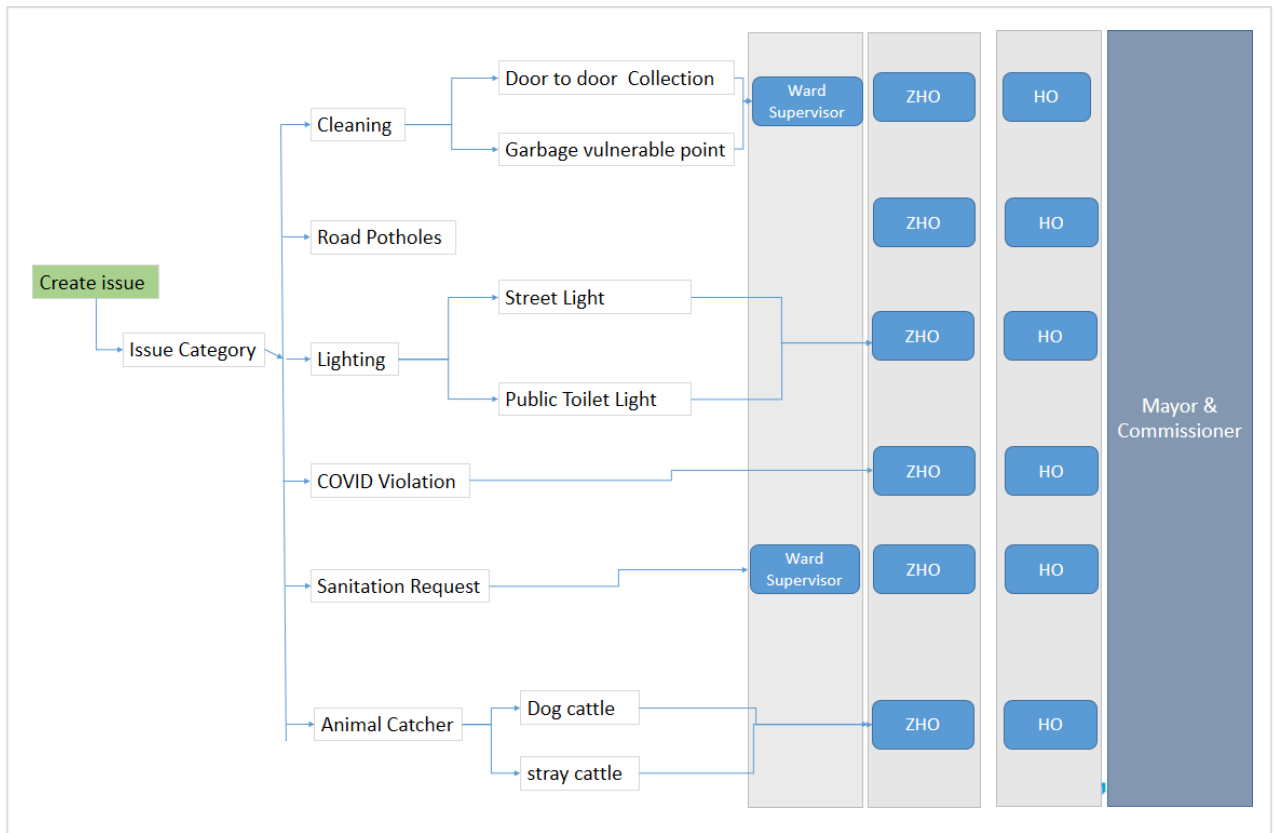 Door to door  Collection
Ward
Supervisor
ZHO
HO
Cleaning
Garbage vulnerable point
Road Potholes
ZHO
HO
Create issue
Issue Category
Street Light
Lighting
ZHO
HO
Public Toilet Light
Mayor &
Commissioner
COVID Violation
ZHO
HO
Sanitation Request
Ward
Supervisor
ZHO
HO
Animal Catcher
Dog cattle
stray cattle
ZHO
HO